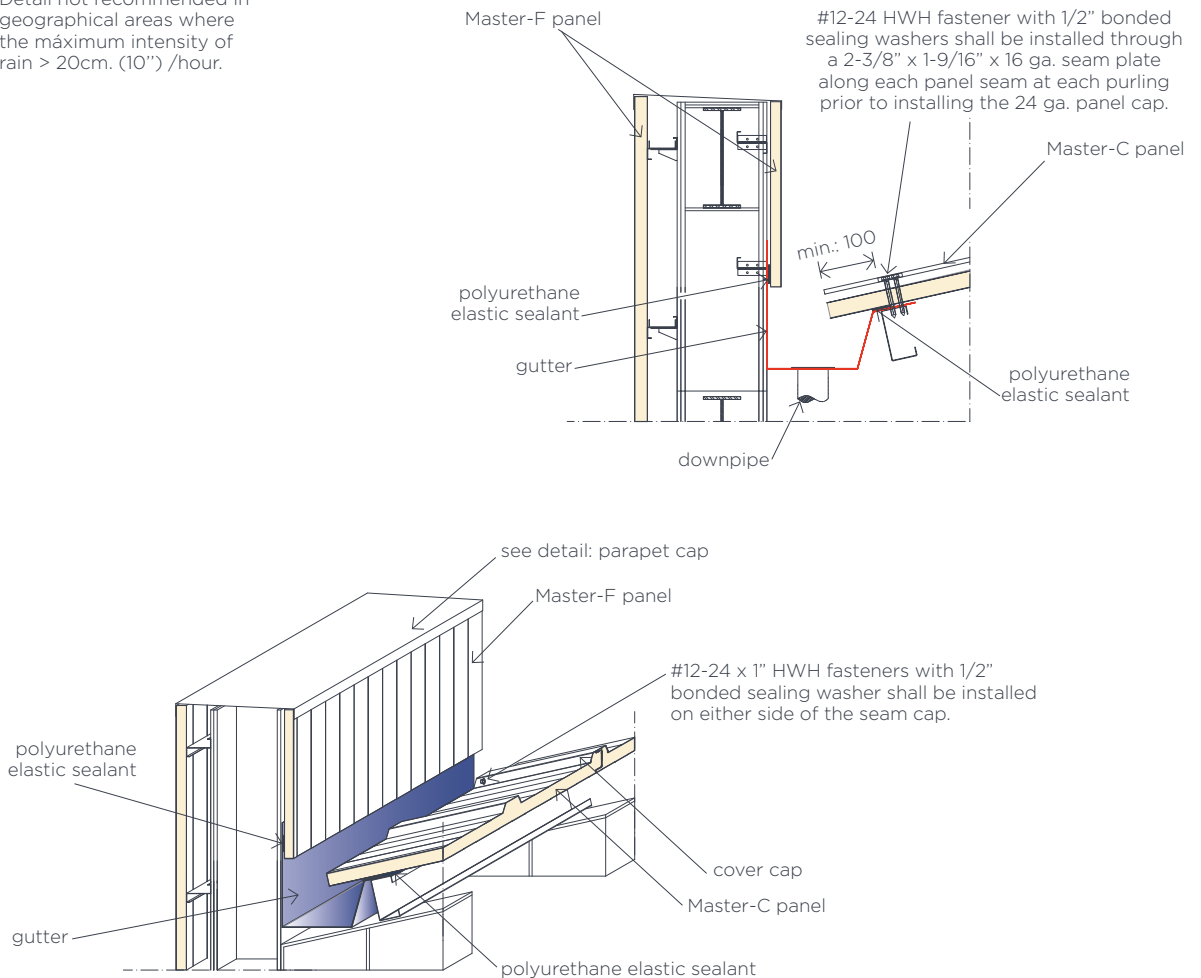 Detail not recommended in
geographical areas where
the máximum intensity of
rain > 20cm. (10’’) /hour.
Master-F panel
#12-24 HWH fastener with 1/2” bonded
sealing washers shall be installed through
a 2-3/8” x 1-9/16” x 16 ga. seam plate
along each panel seam at each purling
prior to installing the 24 ga. panel cap.
Master-C panel
min.: 100
polyurethane
elastic sealant
gutter
polyurethane
elastic sealant
downpipe
see detail: parapet cap
Master-F panel
#12-24 x 1” HWH fasteners with 1/2”
bonded sealing washer shall be installed
on either side of the seam cap.
polyurethane
elastic sealant
cover cap
Master-C panel
gutter
polyurethane elastic sealant